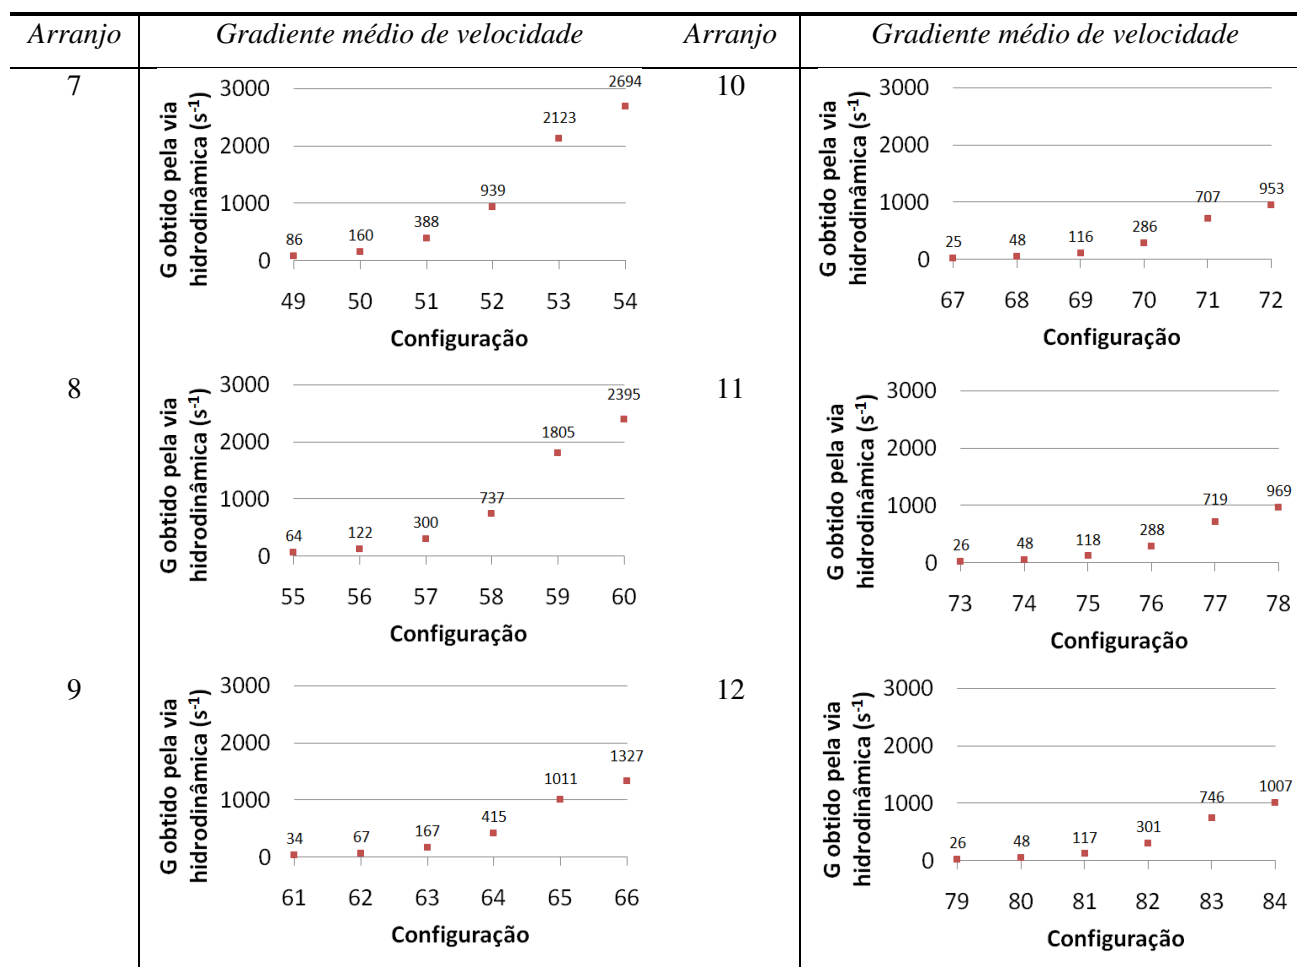 Arranjo Gradiente médio de velocidade Arranjo Gradiente médio de velocidade
7
G obtido pela via
hidrodinâmica (s-1)
3000
2000
1000
0
86 160 388 939 2123 2694
49 50 51 52 53 54
Configuração
10
G obtido pela via
hidrodinâmica (s-1)
3000
2000
1000
0
25 48 116 286 707 953
67 68 69 70 71 72
Configuração
8
G obtido pela via
hidrodinâmica (s-1)
3000
2000
1000
0
64 122 300 737 1805 2395
55 56 57 58 59 60
Configuração
11
G obtido pela via
hidrodinâmica (s-1)
3000
2000
1000
0
26 48 118 288 719 969
73 74 75 76 77 78
Configuração
9
G obtido pela via
hidrodinâmica (s-1)
3000
2000
1000
0
34 67 167 415 1011 1327
61 62 63 64 65 66
Configuração
12
G obtido pela via
hidrodinâmica (s-1)
3000
2000
1000
0
26 48 117 301 746 1007
79 80 81 82 83 84
Configuração